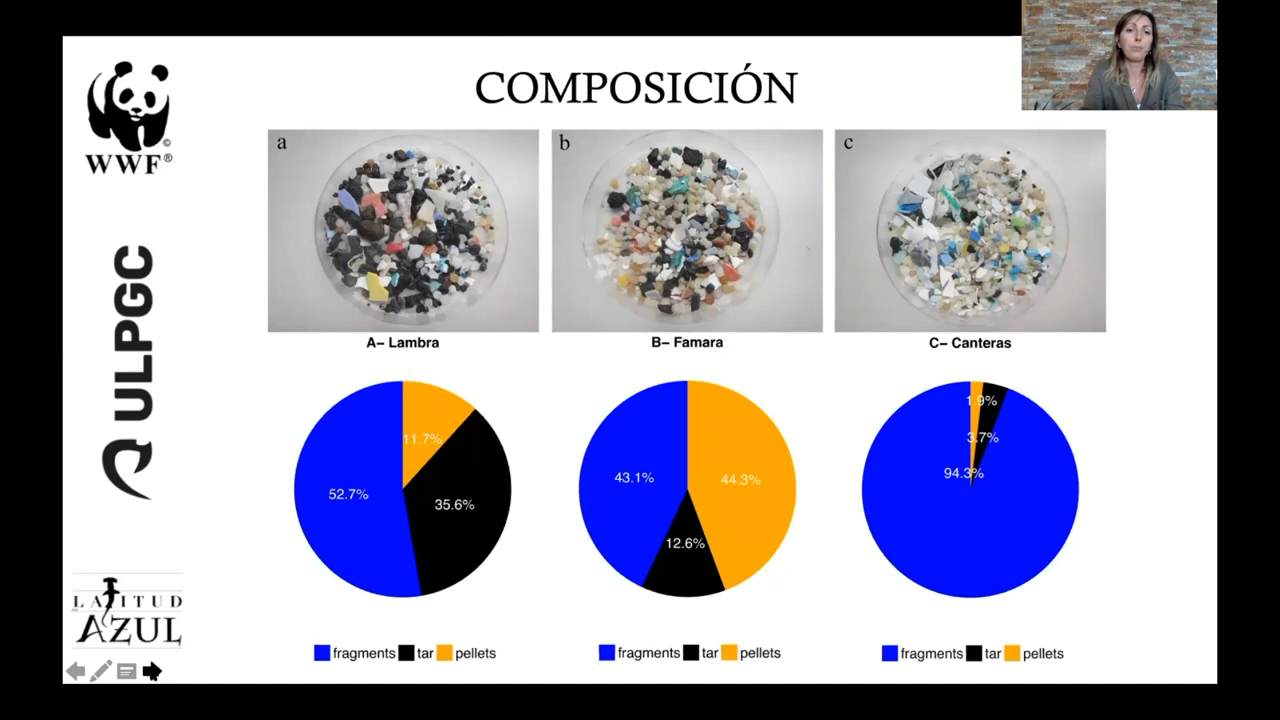 COMPOSICIÓN
WWF®
©
ULPGC
LATITUD
AZUL
a
b
c
A– Lambra
B– Famara
C– Canteras
11.7%
52.7%
35.6%
43.1%
44.3%
12.6%
1.9%
3.7%
94.3%
fragments tar pellets
fragments tar pellets
fragments tar pellets